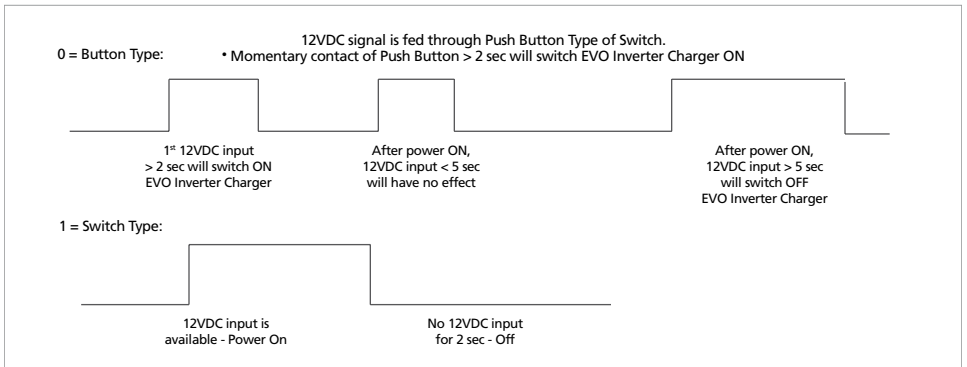 12VDC signal is fed through Push Button Type of Switch.
0 = Button Type:
• Momentary contact of Push Button > 2 sec will switch EVO Inverter Charger ON
1st 12VDC input
> 2 sec will switch ON
EVO Inverter Charger
After power ON,
12VDC input < 5 sec
will have no effect
After power ON,
12VDC input > 5 sec
will switch OFF
EVO Inverter Charger
1 = Switch Type:
12VDC input is
available - Power On
No 12VDC input
for 2 sec - Off